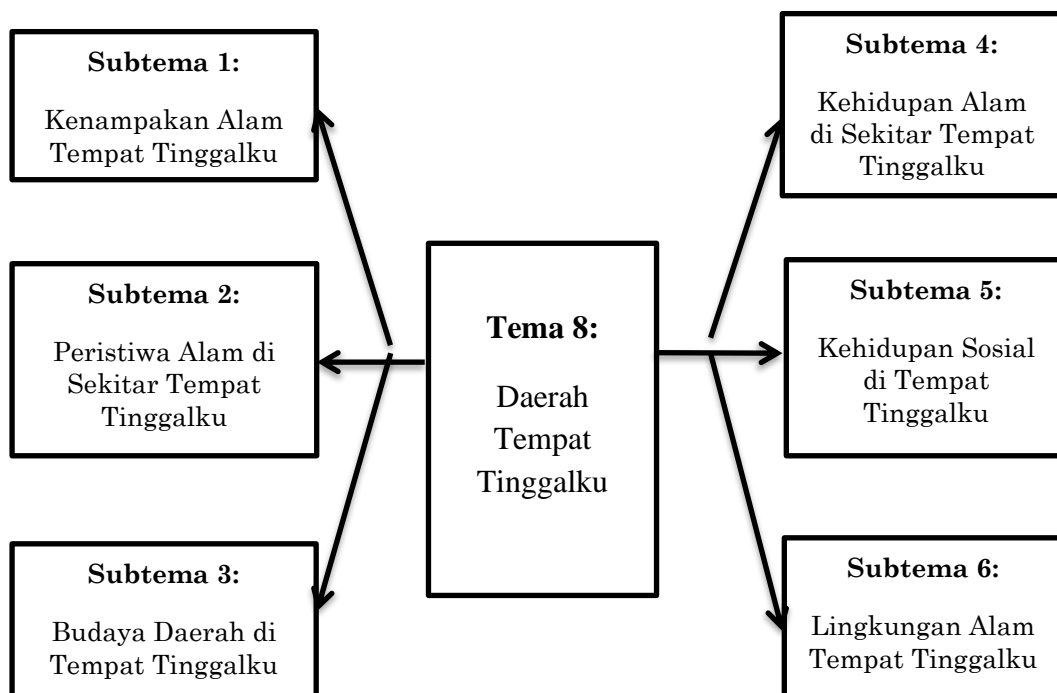 Subtema 1:
Kenampakan Alam
Tempat Tinggalku
Subtema 2:
Peristiwa Alam di
Sekitar Tempat
Tinggalku
Subtema 3:
Budaya Daerah di
Tempat Tinggalku
Tema 8:
Daerah
Tempat
Tinggalku
Subtema 4:
Kehidupan Alam
di Sekitar Tempat
Tinggalku
Subtema 5:
Kehidupan Sosial
di Tempat
Tinggalku
Subtema 6:
Lingkungan Alam
Tempat Tinggalku